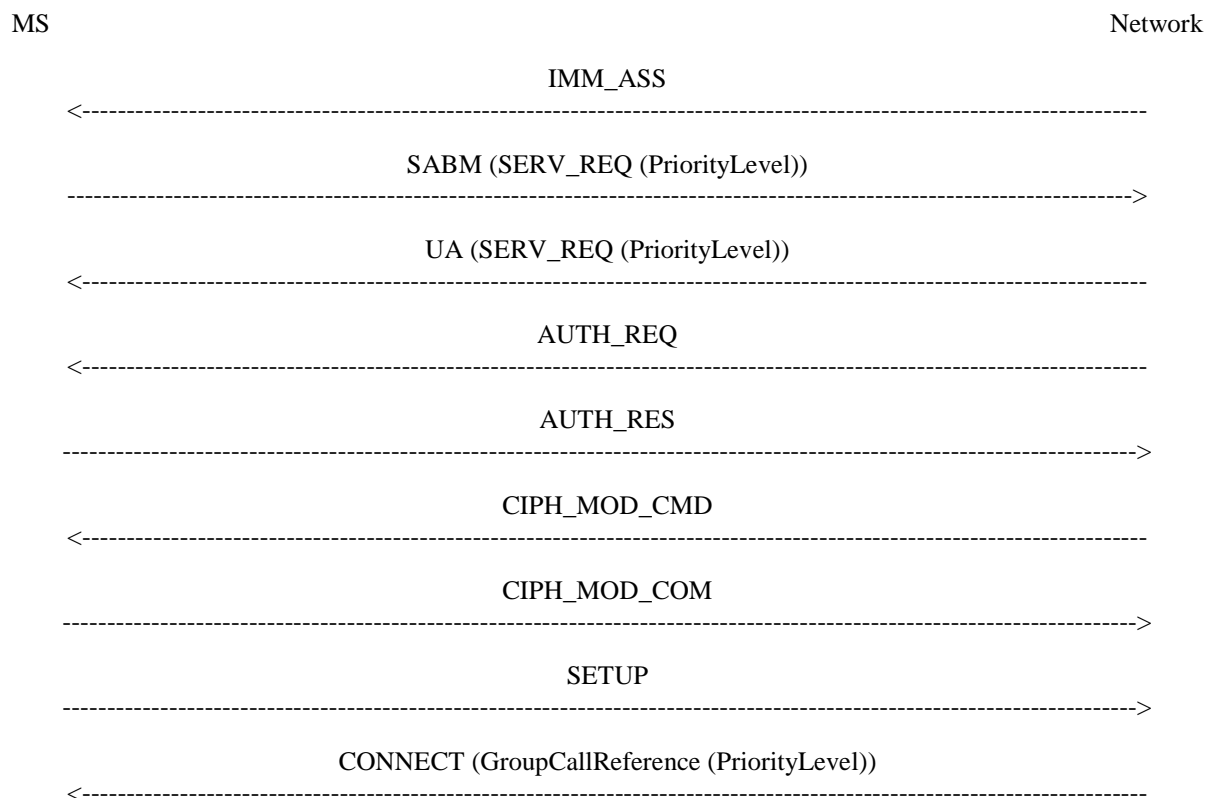 MS Network
IMM_ASS
<-----------------------------------------------------------------------------------------------------------------------
SABM (SERV_REQ (PriorityLevel))
----------------------------------------------------------------------------------------------------------------------->
UA (SERV_REQ (PriorityLevel))
<-----------------------------------------------------------------------------------------------------------------------
AUTH_REQ
<-----------------------------------------------------------------------------------------------------------------------
AUTH_RES
----------------------------------------------------------------------------------------------------------------------->
CIPH_MOD_CMD
<-----------------------------------------------------------------------------------------------------------------------
CIPH_MOD_COM
----------------------------------------------------------------------------------------------------------------------->
SETUP
----------------------------------------------------------------------------------------------------------------------->
CONNECT (GroupCallReference (PriorityLevel))
<-----------------------------------------------------------------------------------------------------------------------